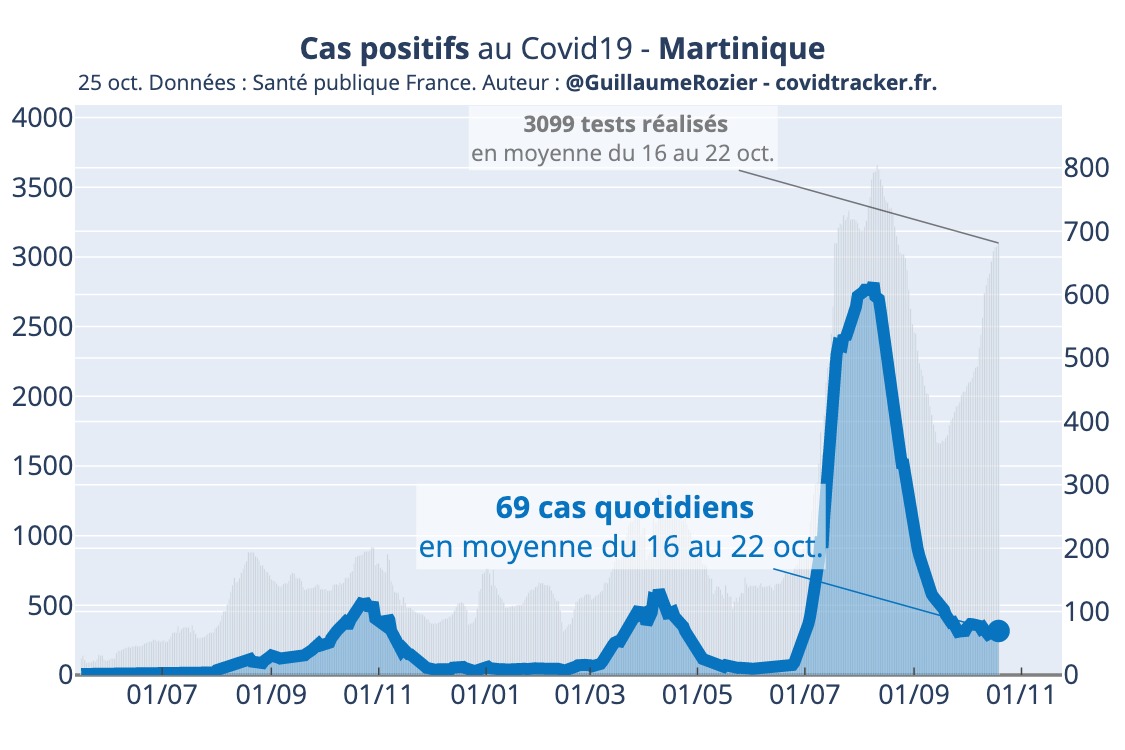 Cas positifs au Covid19 - Martinique
25 oct. Données : Santé publique France. Auteur : @GuillaumeRozier - covidtracker.fr.
4000
3500
3000
2500
2000
1500
1000
500
0
3099 tests réalisés
en moyenne du 16 au 22 oct.
69 cas quotidiens
en moyenne du 16 au 22 oct.
800
700
600
500
400
300
200
100
0
01/07 01/09 01/11 01/01 01/03 01/05 01/07 01/09 01/11